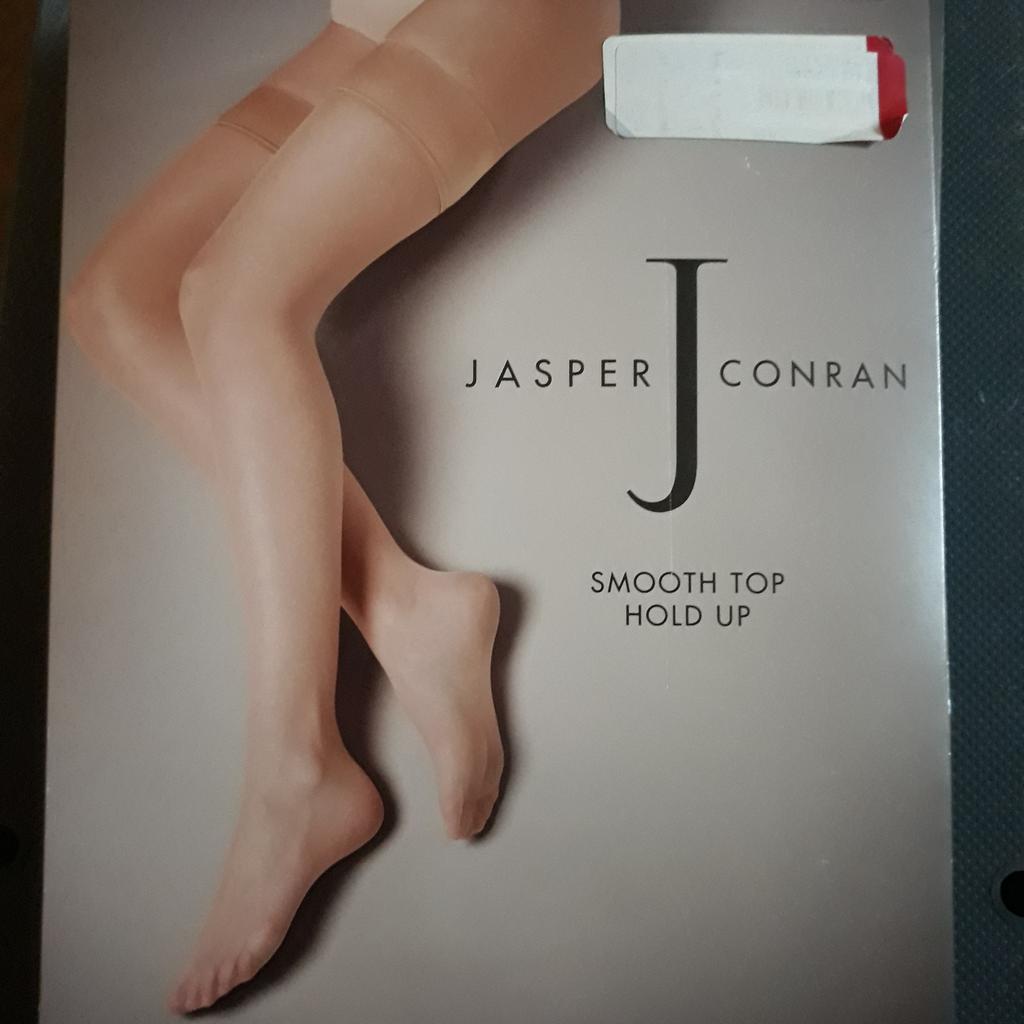 JASPER J CONRAN
SMOOTH TOP
HOLD UP